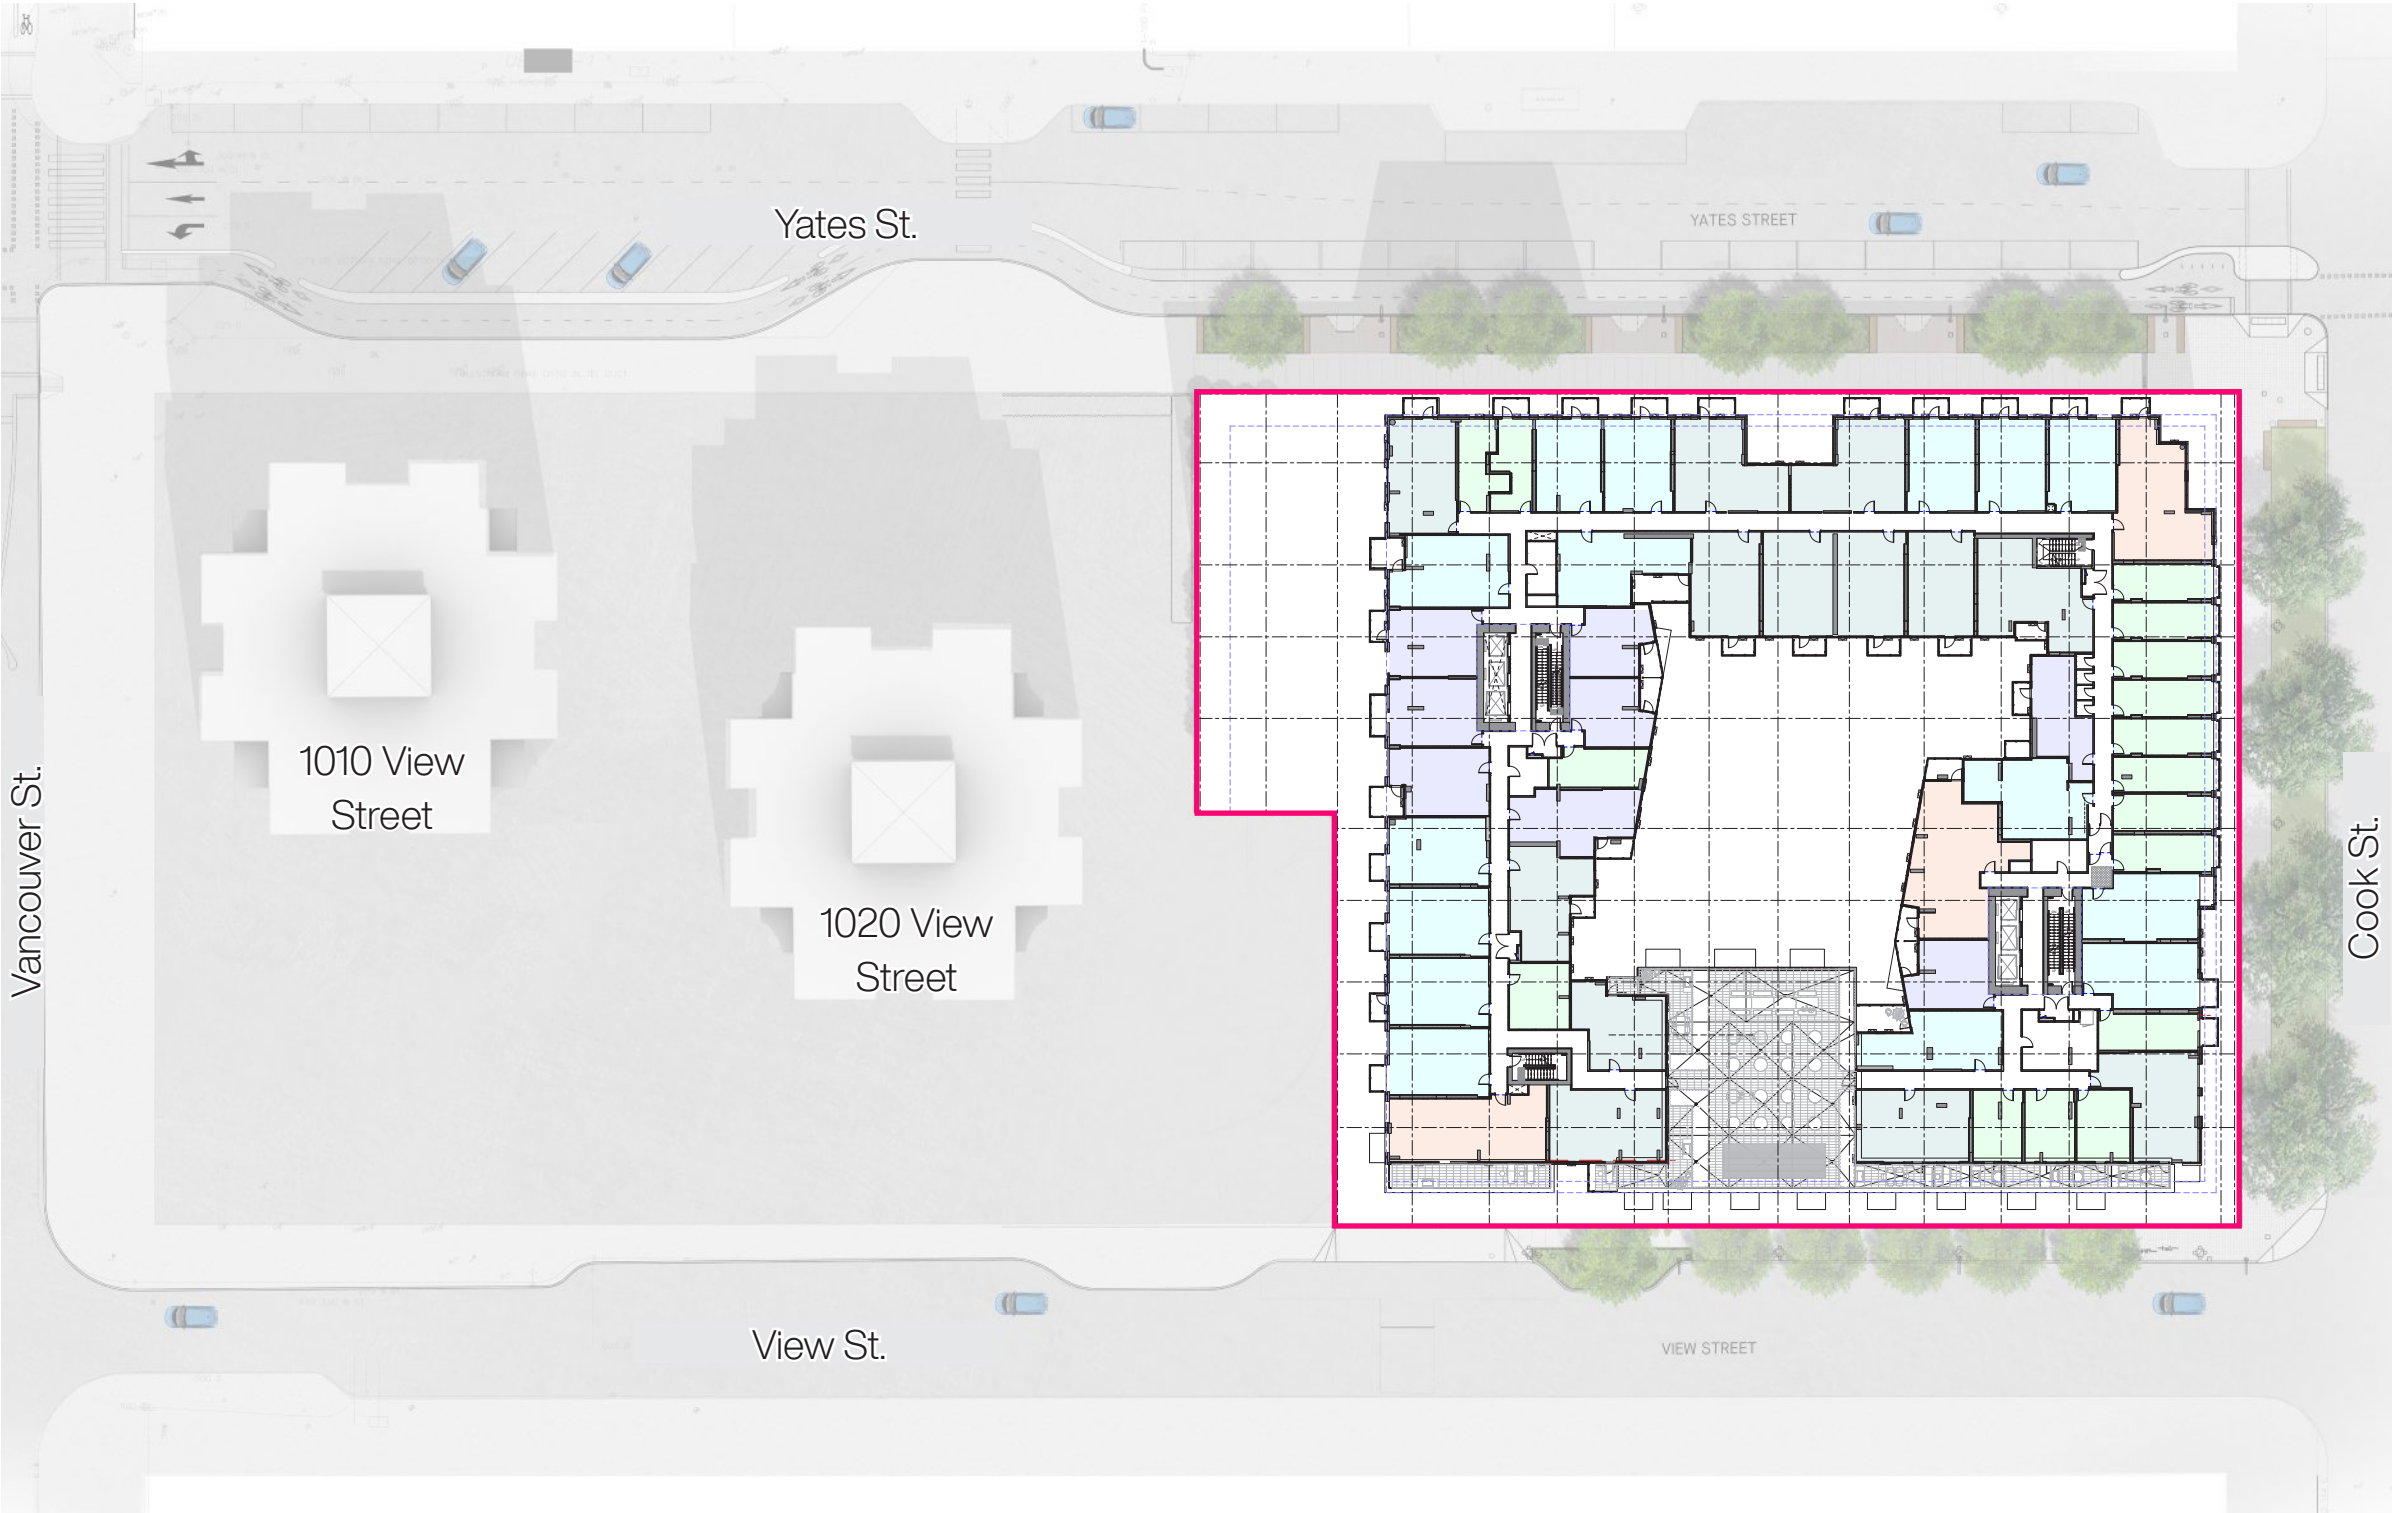 Yates St.
YATES STREET
1010 View
Street
1020 View
Street
Vancouver St.
Cook St.
View St.
VIEW STREET